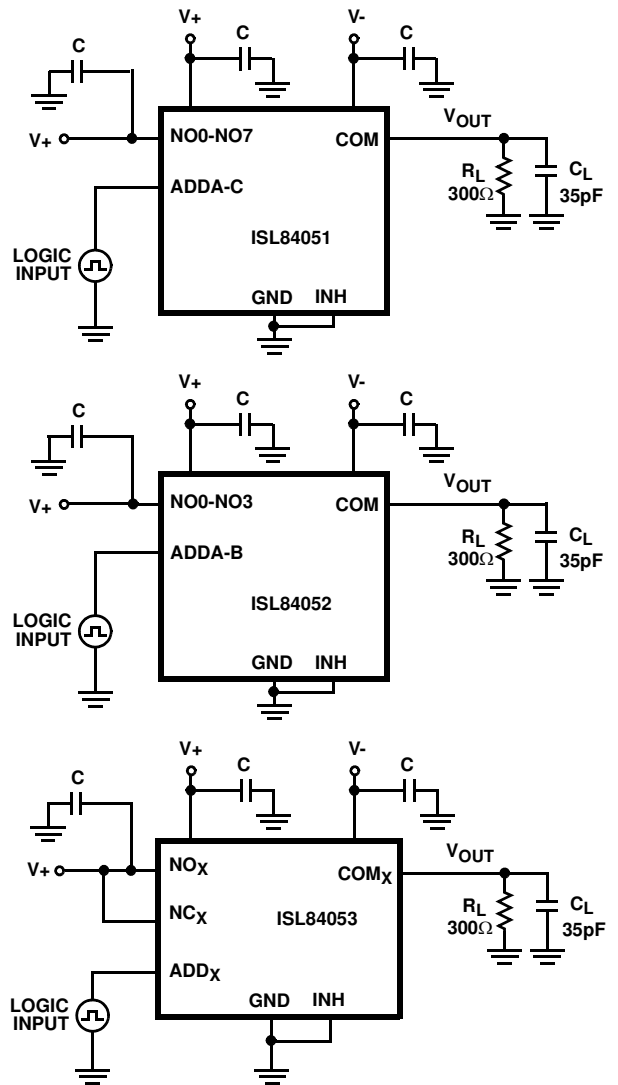 V+ C V- C
C
V+ NO0-NO7 COM VOUT
ADDA-C
RL 300Ω
CL 35pF
LOGIC INPUT
ISL84051
GND INH
V+ C V- C
C
V+ NO0-NO3 COM VOUT
ADDA-B
RL 300Ω
CL 35pF
LOGIC INPUT
ISL84052
GND INH
V+ C V- C
C
V+ NOX COMX VOUT
NCX
RL 300Ω
CL 35pF
ISL84053
ADDX
LOGIC INPUT
GND INH